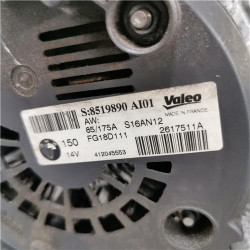 S:8519890 AI01
Valeo
AW:
MADE IN FRANCE
85/175A S16AN12
150 FG18D111 2617511A
14V 412045553